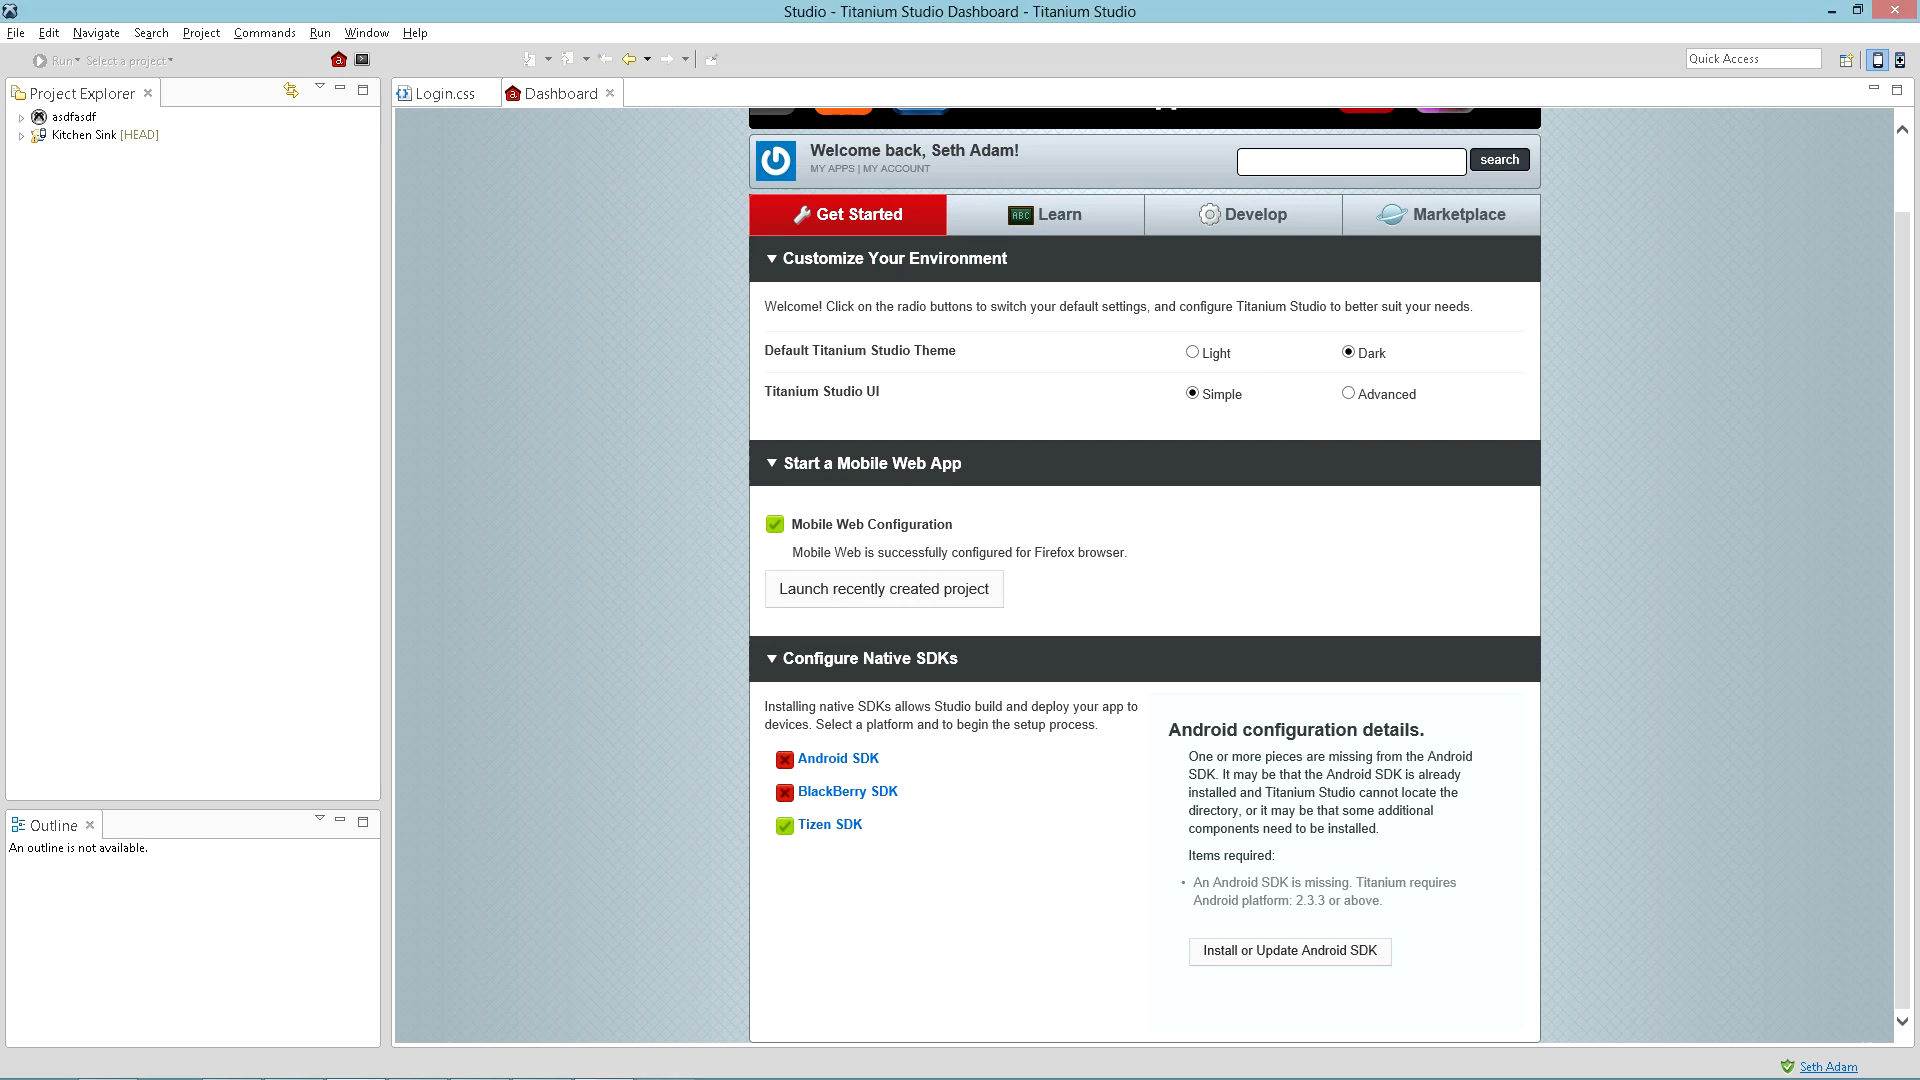 Studio - Titanium Studio Dashboard - Titanium Studio
File Edit Navigate Search Project Commands Run Window Help
Run Select a project
Quick Access
Project Explorer
Login.css
Dashboard
asdfasdf
Kitchen Sink [HEAD]
Welcome back, Seth Adam!
MY APPS | MY ACCOUNT
search
Get Started
ABC Learn
Develop
Marketplace
Customize Your Environment
Welcome! Click on the radio buttons to switch your default settings, and configure Titanium Studio to better suit your needs.
Default Titanium Studio Theme
Light
Dark
Titanium Studio UI
Simple
Advanced
Start a Mobile Web App
Mobile Web Configuration
Mobile Web is successfully configured for Firefox browser.
Launch recently created project
Configure Native SDKs
Installing native SDKs allows Studio build and deploy your app to
devices. Select a platform and to begin the setup process.
Android SDK
BlackBerry SDK
Tizen SDK
Android configuration details.
One or more pieces are missing from the Android
SDK. It may be that the Android SDK is already
installed and Titanium Studio cannot locate the
directory, or it may be that some additional
components need to be installed.
Items required:
• An Android SDK is missing. Titanium requires
Android platform: 2.3.3 or above.
Install or Update Android SDK
Outline
An outline is not available.
Seth Adam